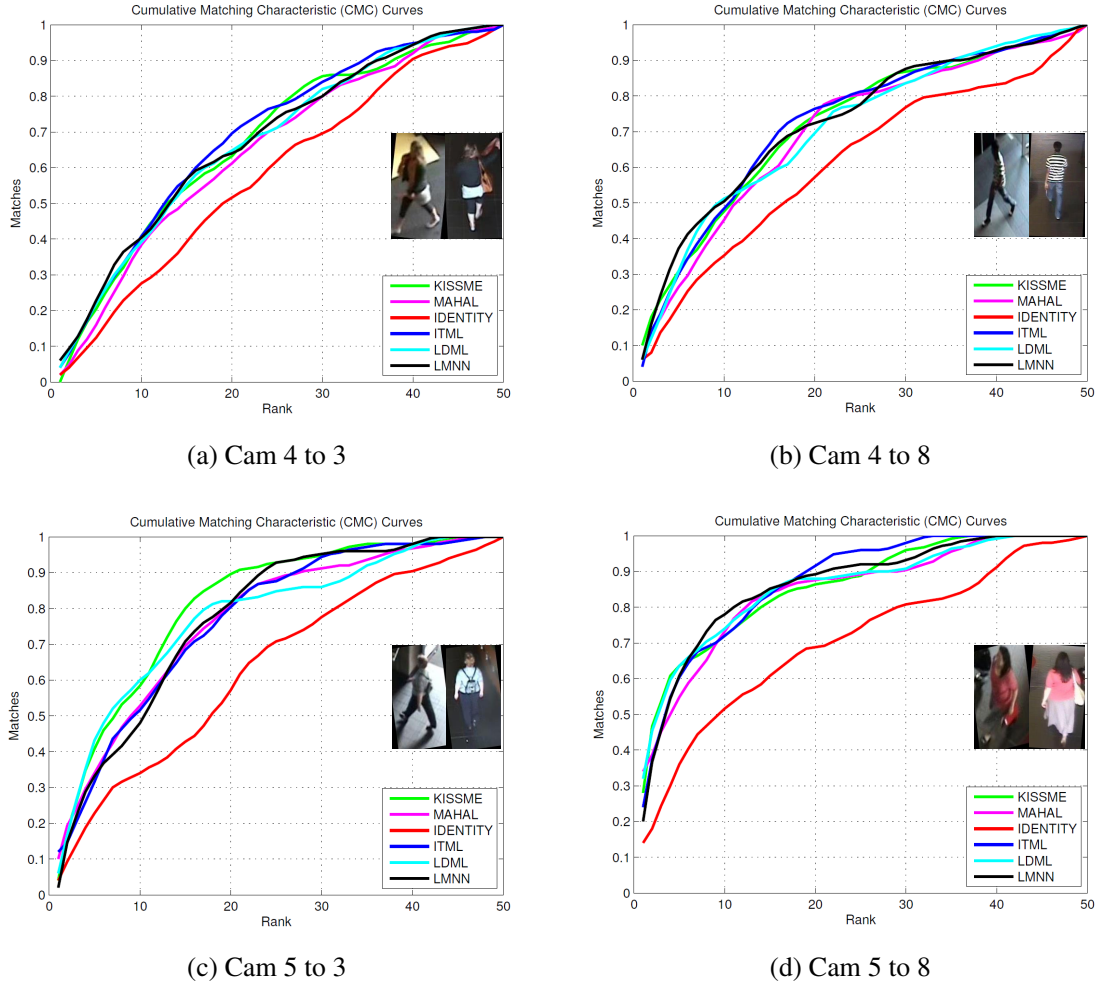 Cumulative Matching Characteristic (CMC) Curves
1
0.9
0.8
0.7
0.6
0.5
0.4
0.3
0.2
0.1
0
Matches
0 10 20 30 40 50
Rank
KISSME
MAHAL
IDENTITY
ITML
LDML
LMNN
(a) Cam 4 to 3
Cumulative Matching Characteristic (CMC) Curves
1
0.9
0.8
0.7
0.6
0.5
0.4
0.3
0.2
0.1
0
Matches
0 10 20 30 40 50
Rank
KISSME
MAHAL
IDENTITY
ITML
LDML
LMNN
(b) Cam 4 to 8
Cumulative Matching Characteristic (CMC) Curves
1
0.9
0.8
0.7
0.6
0.5
0.4
0.3
0.2
0.1
0
Matches
0 10 20 30 40 50
Rank
KISSME
MAHAL
IDENTITY
ITML
LDML
LMNN
(c) Cam 5 to 3
Cumulative Matching Characteristic (CMC) Curves
1
0.9
0.8
0.7
0.6
0.5
0.4
0.3
0.2
0.1
0
Matches
0 10 20 30 40 50
Rank
KISSME
MAHAL
IDENTITY
ITML
LDML
LMNN
(d) Cam 5 to 8